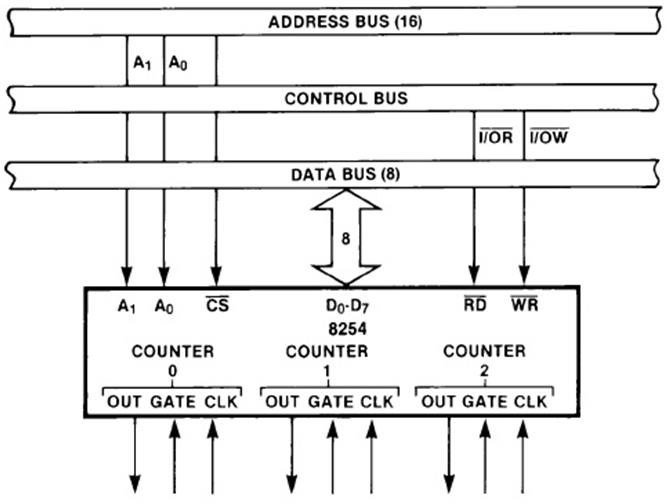 ADDRESS BUS (16)
A1 A0
CONTROL BUS
I/OR I/OW
DATA BUS (8)
8
A1 A0 CS D0-D7 RD WR
8254
COUNTER COUNTER COUNTER
0 1 2
OUT GATE CLK OUT GATE CLK OUT GATE CLK